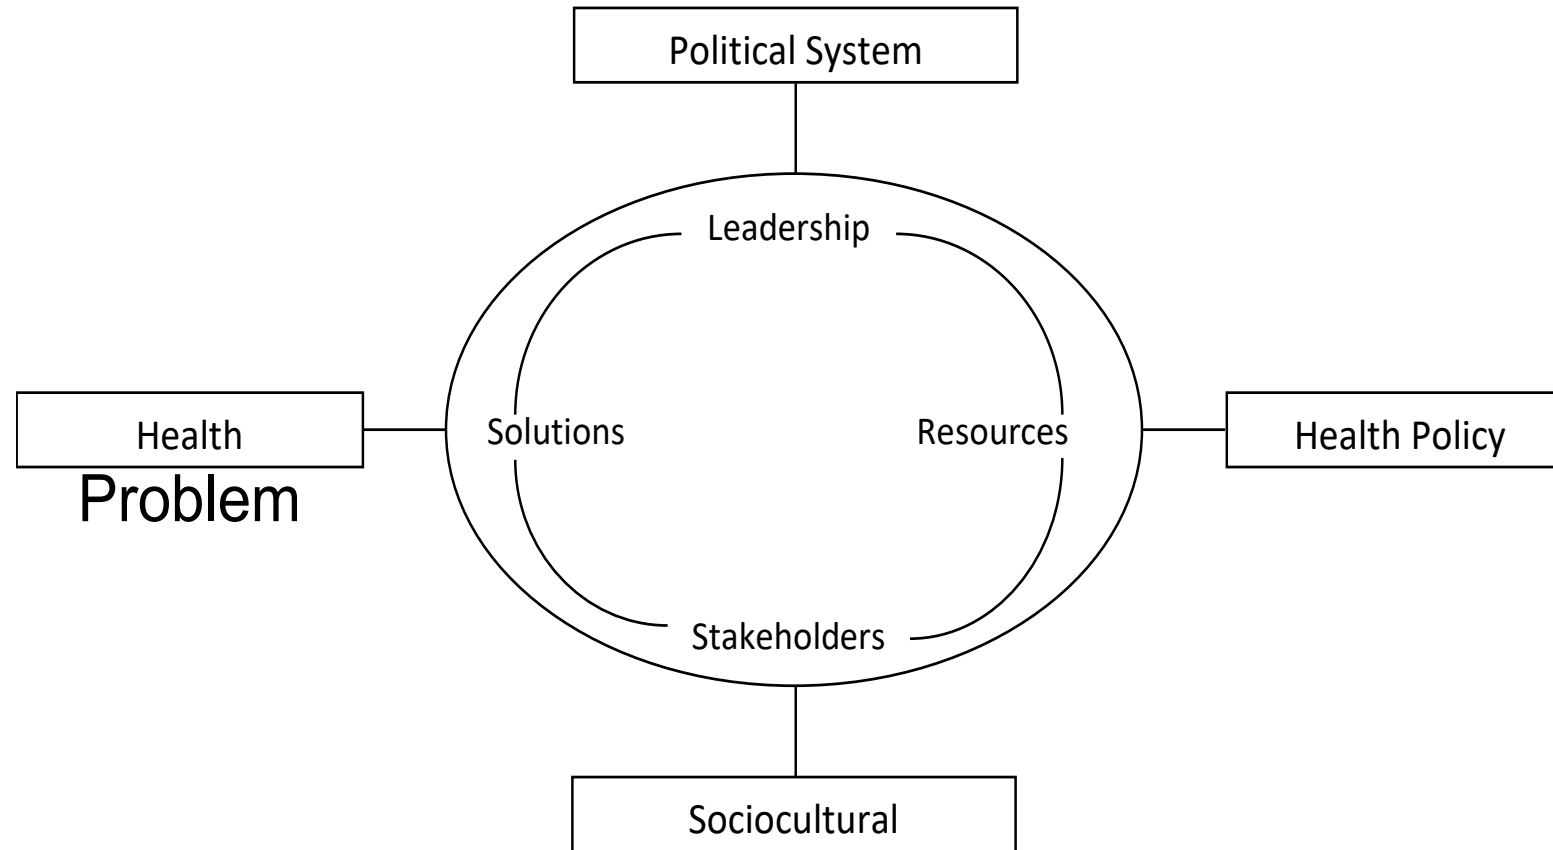 Political System
Leadership
Health
Problem
Solutions
Resources
Health Policy
Stakeholders
Sociocultural